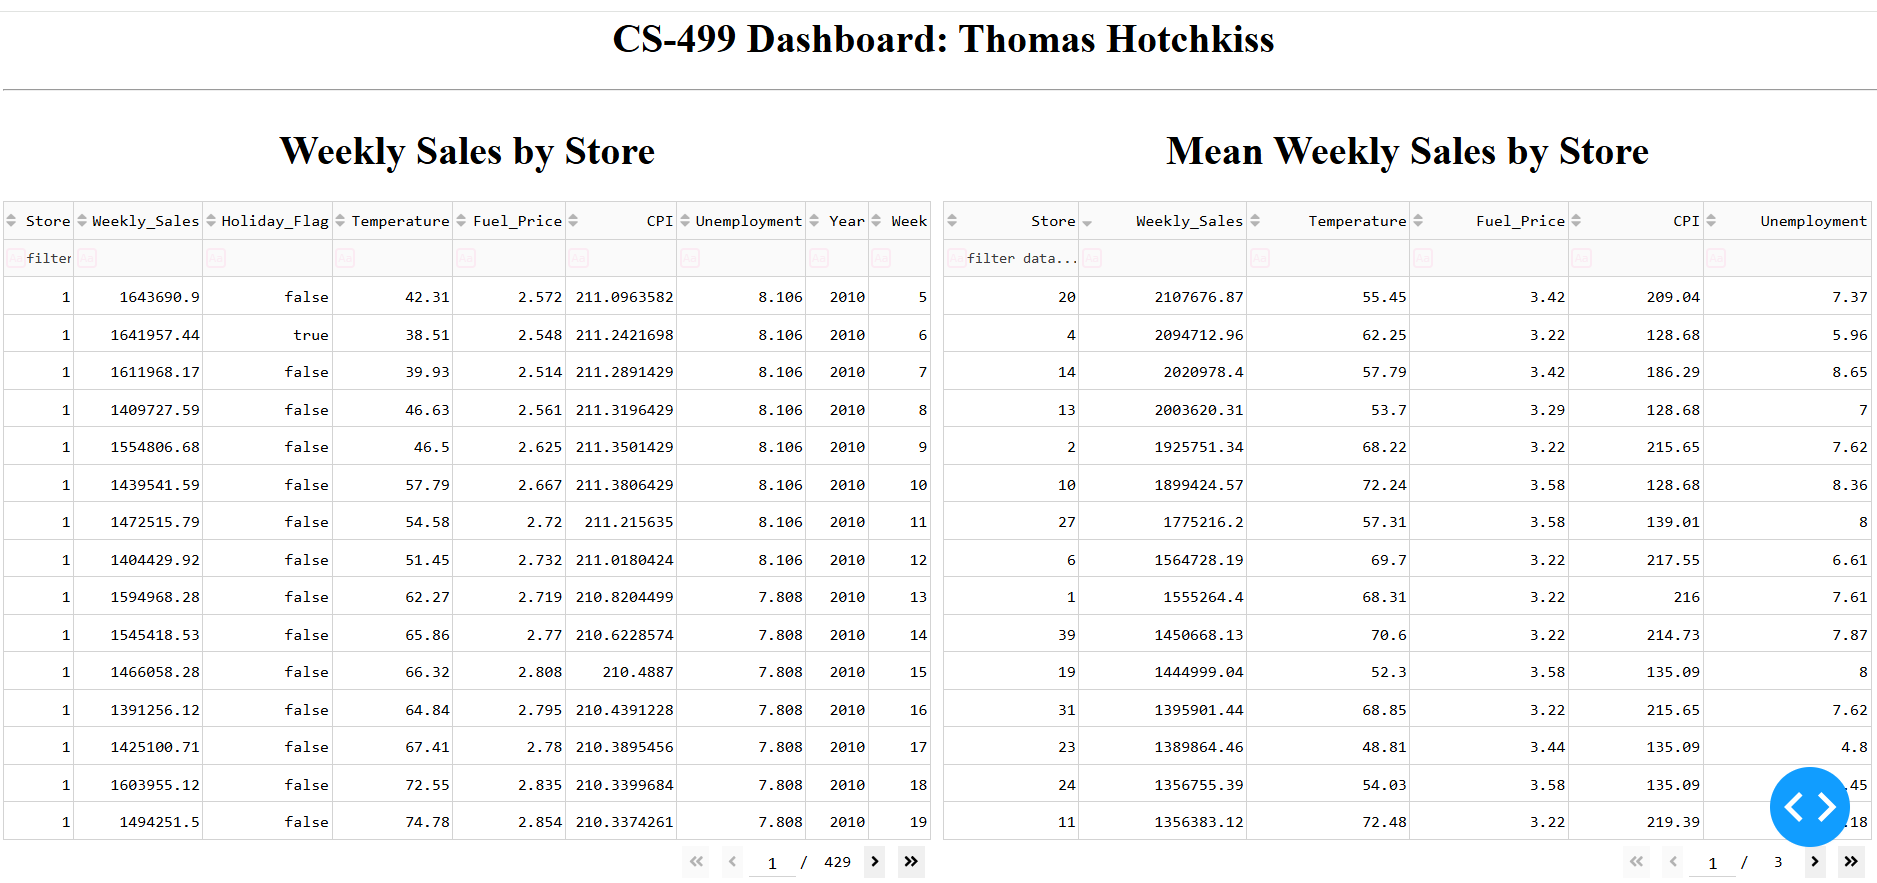 CS-499 Dashboard: Thomas Hotchkiss
Weekly Sales by Store
Store Weekly_Sales Holiday_Flag Temperature Fuel_Price CPI Unemployment Year Week
Aa filter Aa Aa Aa Aa Aa Aa Aa Aa
1 1643690.9 false 42.31 2.572 211.0963582 8.106 2010 5
1 1641957.44 true 38.51 2.548 211.2421698 8.106 2010 6
1 1611968.17 false 39.93 2.514 211.2891429 8.106 2010 7
1 1409727.59 false 46.63 2.561 211.3196429 8.106 2010 8
1 1554806.68 false 46.5 2.625 211.3501429 8.106 2010 9
1 1439541.59 false 57.79 2.667 211.3806429 8.106 2010 10
1 1472515.79 false 54.58 2.72 211.215635 8.106 2010 11
1 1404429.92 false 51.45 2.732 211.0180424 8.106 2010 12
1 1594968.28 false 62.27 2.719 210.8204499 7.808 2010 13
1 1545418.53 false 65.86 2.77 210.6228574 7.808 2010 14
1 1466058.28 false 66.32 2.808 210.4887 7.808 2010 15
1 1391256.12 false 64.84 2.795 210.4391228 7.808 2010 16
1 1425100.71 false 67.41 2.78 210.3895456 7.808 2010 17
1 1603955.12 false 72.55 2.835 210.3399684 7.808 2010 18
1 1494251.5 false 74.78 2.854 210.3374261 7.808 2010 19
1 / 429
Mean Weekly Sales by Store
Store Weekly_Sales Temperature Fuel_Price CPI Unemployment
Aa filter data... Aa Aa Aa Aa Aa
20 2107676.87 55.45 3.42 209.04 7.37
4 2094712.96 62.25 3.22 128.68 5.96
14 2020978.4 57.79 3.42 186.29 8.65
13 2003620.31 53.7 3.29 128.68 7
2 1925751.34 68.22 3.22 215.65 7.62
10 1899424.57 72.24 3.58 128.68 8.36
27 1775216.2 57.31 3.58 139.01 8
6 1564728.19 69.7 3.22 217.55 6.61
1 1555264.4 68.31 3.22 216 7.61
39 1450668.13 70.6 3.22 214.73 7.87
19 1444999.04 52.3 3.58 135.09 8
31 1395901.44 68.85 3.22 215.65 7.62
23 1389864.46 48.81 3.44 135.09 4.8
24 1356755.39 54.03 3.58 135.09
11 1356383.12 72.48 3.22 219.39
1 / 3